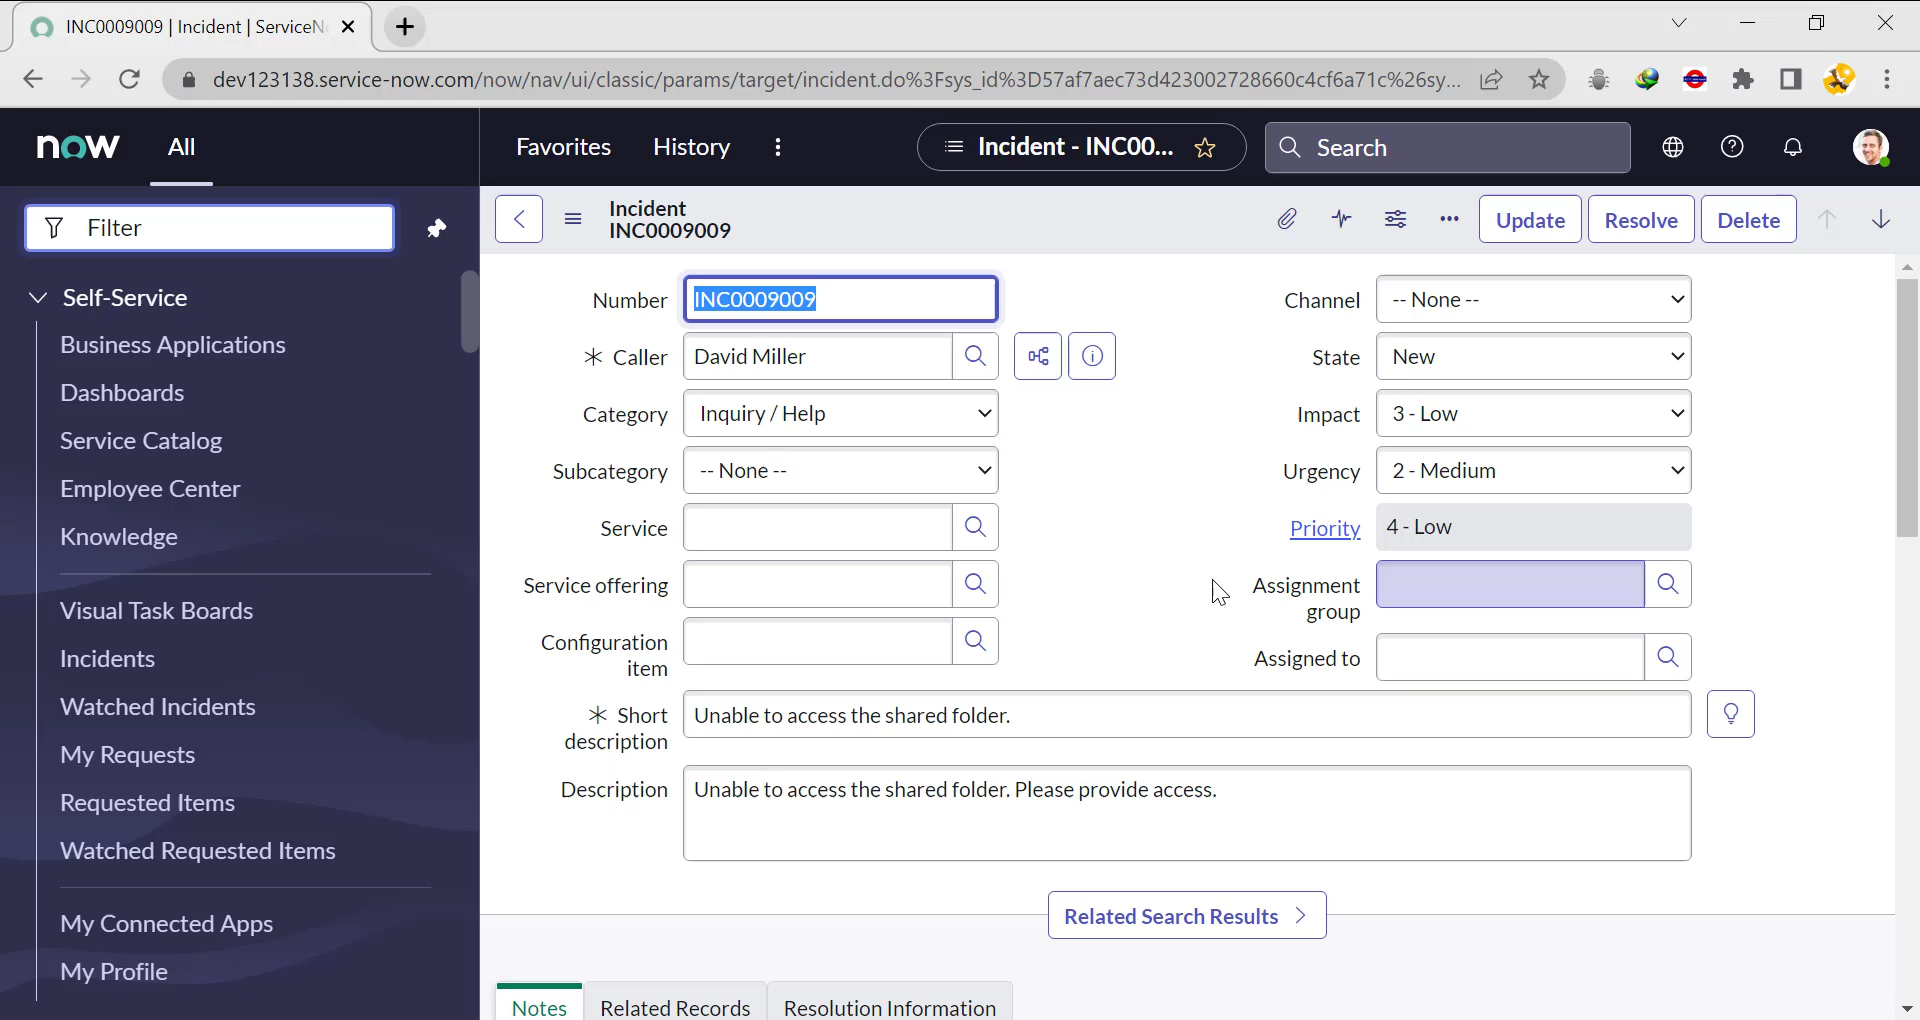 INC0009009 | Incident | ServiceN
dev123138.service-now.com/now/nav/ui/classic/params/target/incident.do%3Fsys_id%3D57af7aec73d423002728660c4cf6a71c%26sy...
now
All
Favorites
History
Incident - INC00...
Search
Filter
Incident
INC0009009
Update
Resolve
Delete
Self-Service
Business Applications
Dashboards
Service Catalog
Employee Center
Knowledge
Visual Task Boards
Incidents
Watched Incidents
My Requests
Requested Items
Watched Requested Items
My Connected Apps
My Profile
Number INC0009009
Channel -- None --
* Caller David Miller
State New
Category Inquiry / Help
Impact 3 - Low
Subcategory -- None --
Urgency 2 - Medium
Service
Priority 4 - Low
Service offering
Assignment
group
Configuration
item
Assigned to
* Short
description
Unable to access the shared folder.
Description Unable to access the shared folder. Please provide access.
Related Search Results
Notes
Related Records
Resolution Information